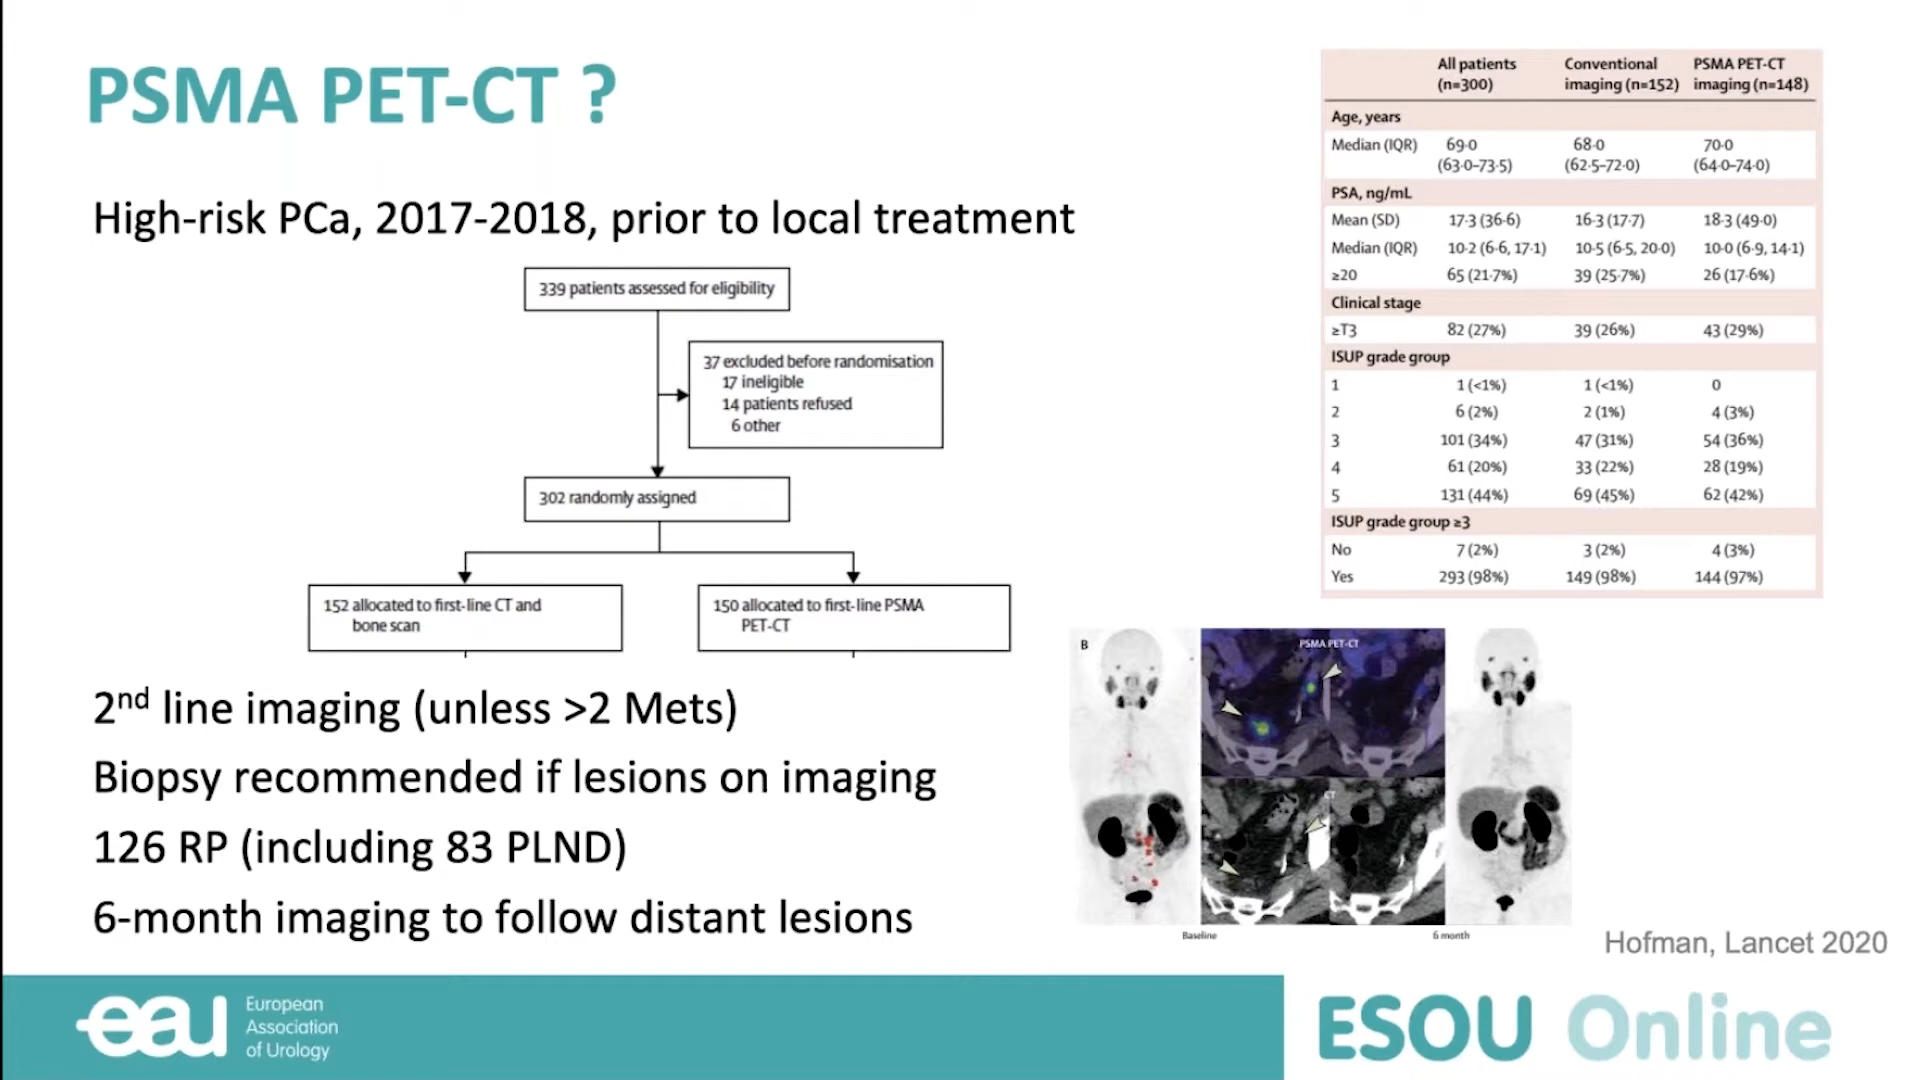 PSMA PET-CT ?
High-risk PCa, 2017-2018, prior to local treatment
339 patients assessed for eligibility
37 excluded before randomisation
17 ineligible
14 patients refused
6 other
302 randomly assigned
152 allocated to first-line CT and
bone scan
150 allocated to first-line PSMA
PET-CT
2nd line imaging (unless >2 Mets)
Biopsy recommended if lesions on imaging
126 RP (including 83 PLND)
6-month imaging to follow distant lesions
All patients Conventional PSMA PET-CT
(n=300) imaging (n=152) imaging (n=148)
Age, years
Median (IQR) 69·0 68·0 70·0
(63·0–73·5) (62·5–72·0) (64·0–74·0)
PSA, ng/mL
Mean (SD) 17·3 (36·6) 16·3 (17·7) 18·3 (49·0)
Median (IQR) 10·2 (6·6, 17·1) 10·5 (6·5, 20·0) 10·0 (6·9, 14·1)
≥20 65 (21·7%) 39 (25·7%) 26 (17·6%)
Clinical stage
≥T3 82 (27%) 39 (26%) 43 (29%)
ISUP grade group
1 1 (<1%) 1 (<1%) 0
2 6 (2%) 2 (1%) 4 (3%)
3 101 (34%) 47 (31%) 54 (36%)
4 61 (20%) 33 (22%) 28 (19%)
5 131 (44%) 69 (45%) 62 (42%)
ISUP grade group ≥3
No 7 (2%) 3 (2%) 4 (3%)
Yes 293 (98%) 149 (98%) 144 (97%)
B
PSMA PET-CT
CT
Baseline 6 month
Hofman, Lancet 2020
eau
European
Association
of Urology
ESOU Online